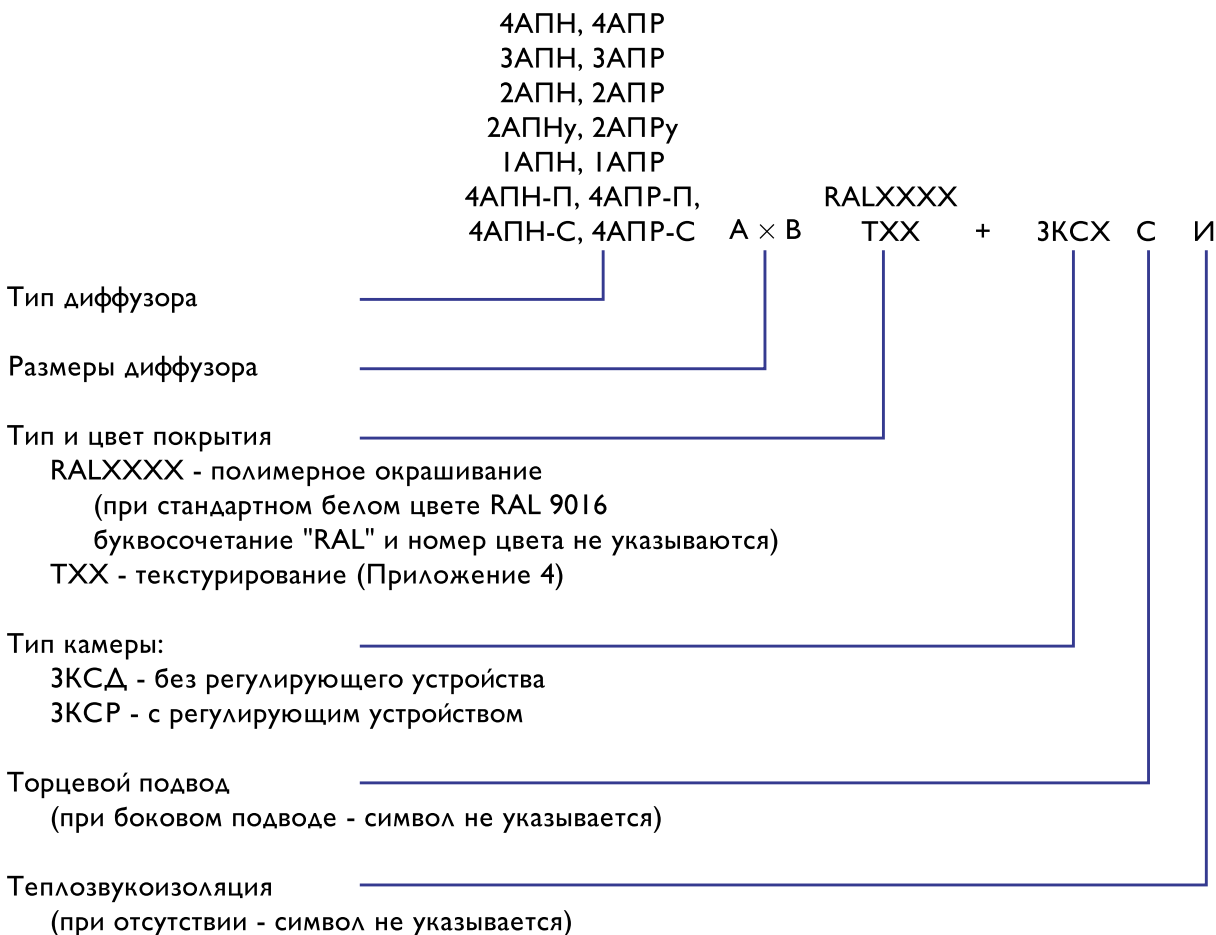 4АПН, 4АПР
3АПН, 3АПР
2АПН, 2АПР
2АПНу, 2АПРу
1АПН, 1АПР
4АПН-П, 4АПР-П, RALXXXX
4АПН-С, 4АПР-С А × В TXX + 3КСХ С И
Тип диффузора
Размеры диффузора
Тип и цвет покрытия
RALXXXX - полимерное окрашивание
(при стандартном белом цвете RAL 9016
буквосочетание "RAL" и номер цвета не указываются)
TXX - текстурирование (Приложение 4)
Тип камеры:
3КСД - без регулирующего устройства
3КСР - с регулирующим устройством
Торцевой подвод
(при боковом подводе - символ не указывается)
Теплозвукоизоляция
(при отсутствии - символ не указывается)